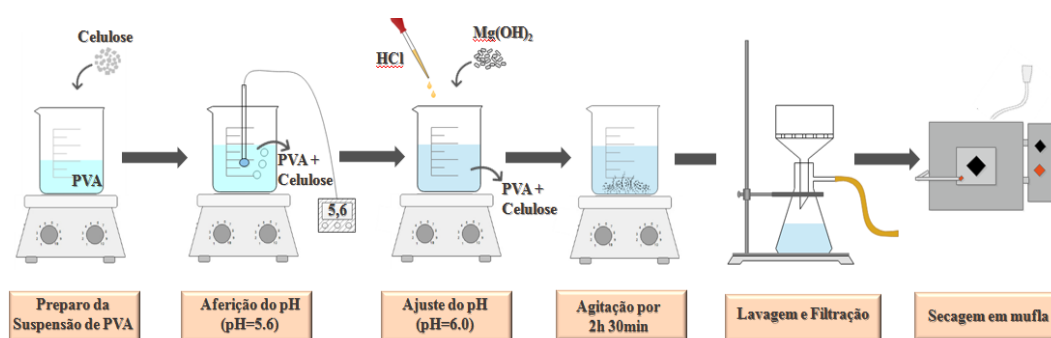 Celulose
PVA
PVA +
Celulose
5,6
HCl
Mg(OH)₂
PVA +
Celulose
Preparo da
Suspensão de PVA
Aferição do pH
(pH=5.6)
Ajuste do pH
(pH=6.0)
Agitação por
2h 30min
Lavagem e Filtração
Secagem em mufla